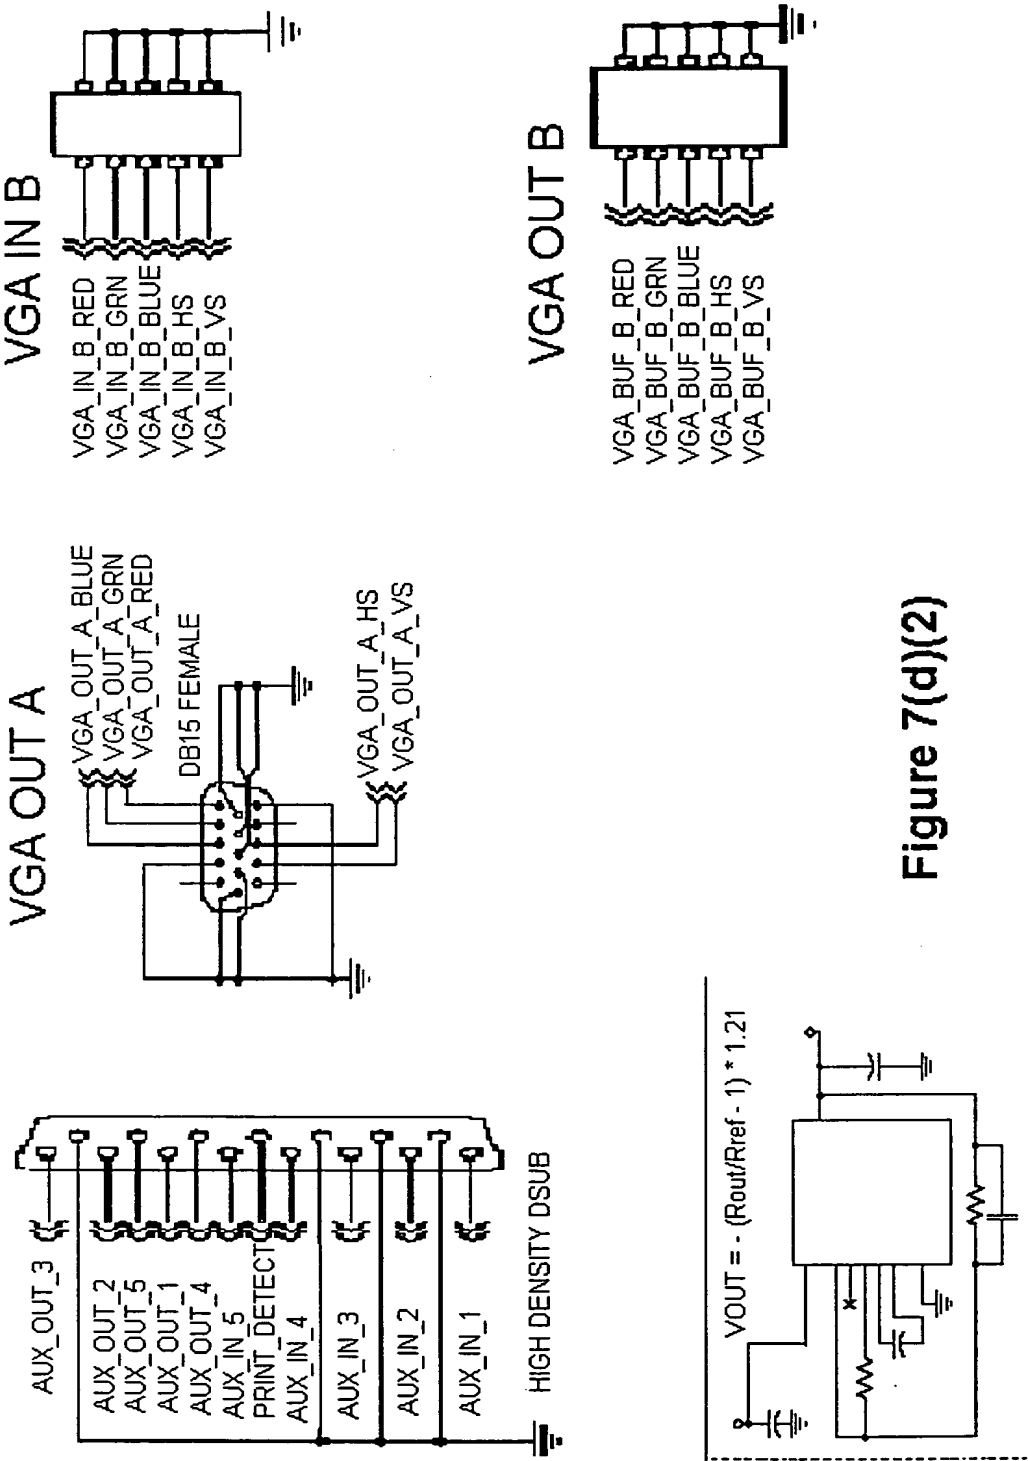 VGA IN B
VGA_IN_B_RED
VGA_IN_B_GRN
VGA_IN_B_BLUE
VGA_IN_B_HS
VGA_IN_B_VS
VGA OUT B
VGA_BUF_B_RED
VGA_BUF_B_GRN
VGA_BUF_B_BLUE
VGA_BUF_B_HS
VGA_BUF_B_VS
VGA OUT A
VGA_OUT_A_BLUE
VGA_OUT_A_GRN
VGA_OUT_A_RED
DB15 FEMALE
VGA_OUT_A_HS
VGA_OUT_A_VS
AUX_OUT_3
AUX_OUT_2
AUX_OUT_5
AUX_OUT_1
AUX_OUT_4
AUX_IN_5
PRINT_DETECT
AUX_IN_4
AUX_IN_3
AUX_IN_2
AUX_IN_1
HIGH DENSITY DSUB
VOUT = - (Rout/Rref - 1) * 1.21
Figure 7(d)(2)